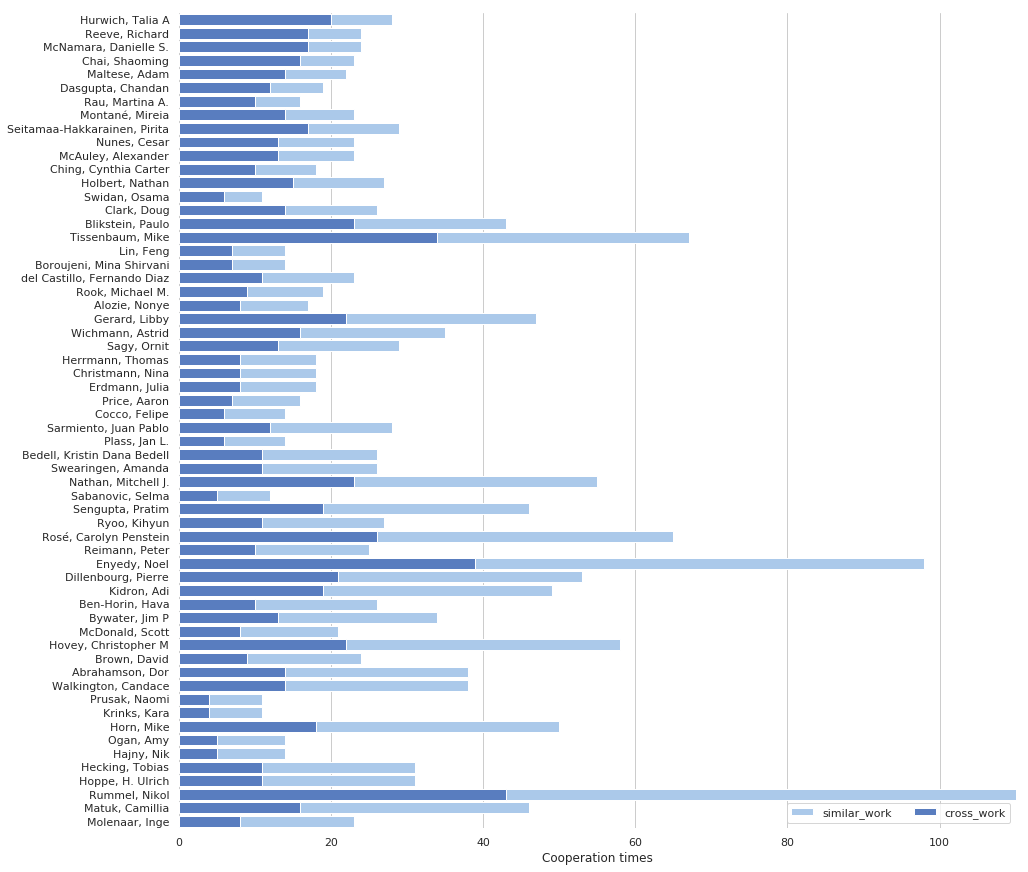 Hurwich, Talia A
Reeve, Richard
McNamara, Danielle S.
Chai, Shaoming
Maltese, Adam
Dasgupta, Chandan
Rau, Martina A.
Montané, Mireia
Seitamaa-Hakkarainen, Pirita
Nunes, Cesar
McAuley, Alexander
Ching, Cynthia Carter
Holbert, Nathan
Swidan, Osama
Clark, Doug
Blikstein, Paulo
Tissenbaum, Mike
Lin, Feng
Boroujeni, Mina Shirvani
del Castillo, Fernando Diaz
Rook, Michael M.
Alozie, Nonye
Gerard, Libby
Wichmann, Astrid
Sagy, Ornit
Herrmann, Thomas
Christmann, Nina
Erdmann, Julia
Price, Aaron
Cocco, Felipe
Sarmiento, Juan Pablo
Plass, Jan L.
Bedell, Kristin Dana Bedell
Swearingen, Amanda
Nathan, Mitchell J.
Sabanovic, Selma
Sengupta, Pratim
Ryoo, Kihyun
Rosé, Carolyn Penstein
Reimann, Peter
Enyedy, Noel
Dillenbourg, Pierre
Kidron, Adi
Ben-Horin, Hava
Bywater, Jim P
McDonald, Scott
Hovey, Christopher M
Brown, David
Abrahamson, Dor
Walkington, Candace
Prusak, Naomi
Krinks, Kara
Horn, Mike
Ogan, Amy
Hajny, Nik
Hecking, Tobias
Hoppe, H. Ulrich
Rummel, Nikol
Matuk, Camillia
Molenaar, Inge
similar_work cross_work
0 20 40 60 80 100
Cooperation times